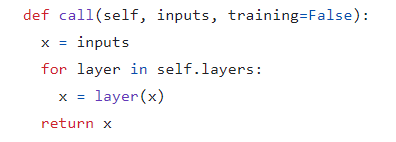 def call(self, inputs, training=False):
  x = inputs
  for layer in self.layers:
    x = layer(x)
  return x